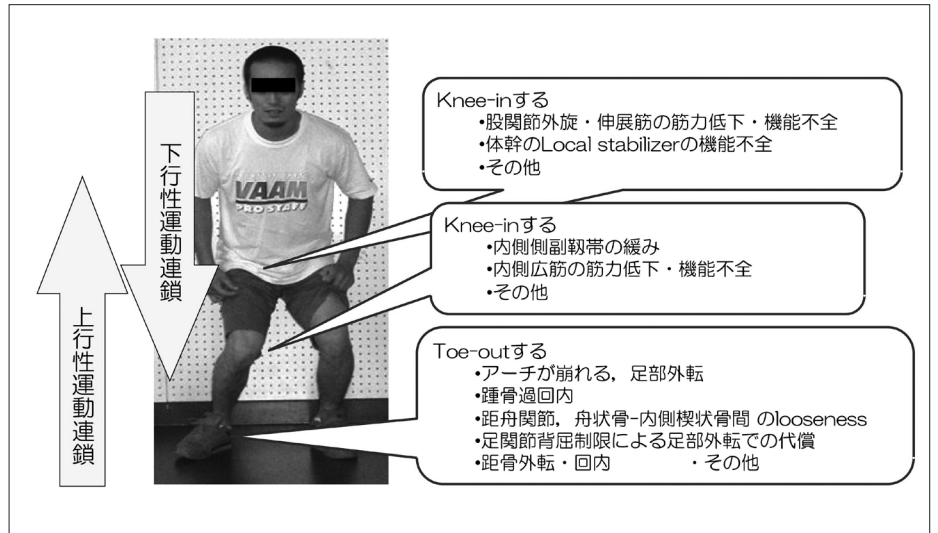 Knee-inする
•股関節外旋・伸展筋の筋力低下・機能不全
•体幹のLocal stabilizerの機能不全
•その他
下行性運動連鎖
VAAM
PRO STAFF
Knee-inする
•内側側副靱帯の緩み
•内側広筋の筋力低下・機能不全
•その他
上行性運動連鎖
Toe-outする
•アーチが崩れる，足部外転
•踵骨過回内
•距舟関節，舟状骨-内側楔状骨間 のlooseness
•足関節背屈制限による足部外転での代償
•距骨外転・回内　　　・その他